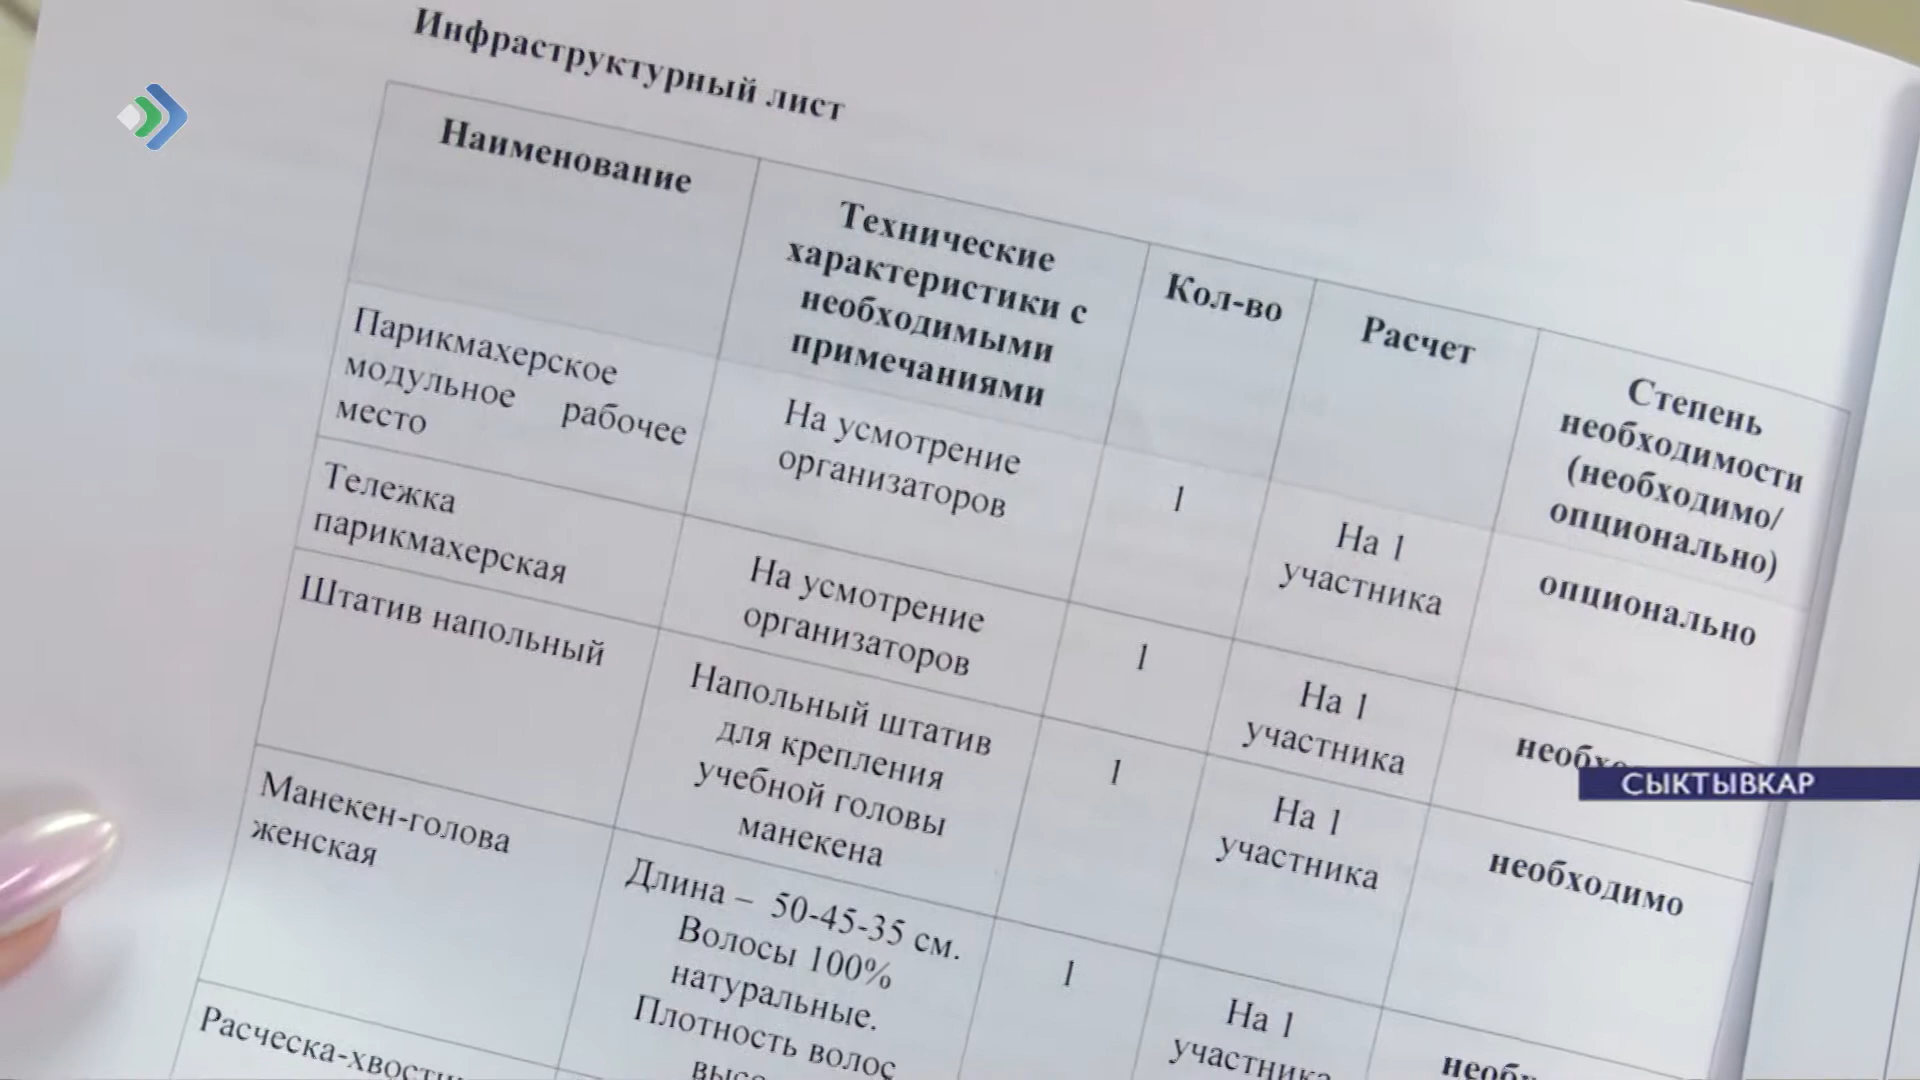 Инфраструктурный лист
Наименование
Технические
характеристики с
необходимыми
примечаниями
Кол-во
Расчет
Степень
необходимости
(необходимо/
опционально)
Парикмахерское
модульное рабочее
место
На усмотрение
организаторов
1
На 1
участника
опционально
Тележка
парикмахерская
На усмотрение
организаторов
1
На 1
участника
Штатив напольный
Напольный штатив
для крепления
учебной головы
манекена
1
На 1
участника
необходимо
Манекен-голова
женская
Длина – 50-45-35 см.
Волосы 100%
натуральные.
Плотность волос
1
На 1
участника
СЫКТЫВКАР